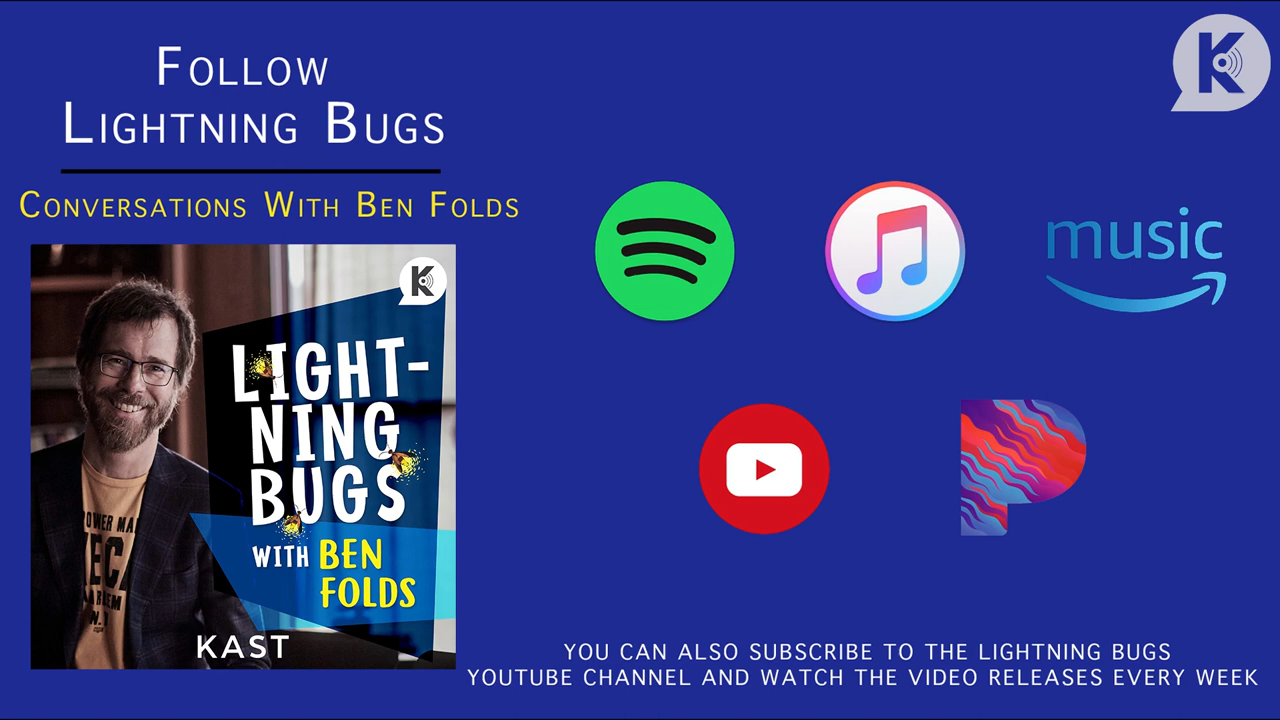 Follow
Lightning Bugs
Conversations With Ben Folds
K
K
LIGHT-
NING
BUGS
WITH BEN
FOLDS
KAST
music
YOU CAN ALSO SUBSCRIBE TO THE LIGHTNING BUGS
YOUTUBE CHANNEL AND WATCH THE VIDEO RELEASES EVERY WEEK